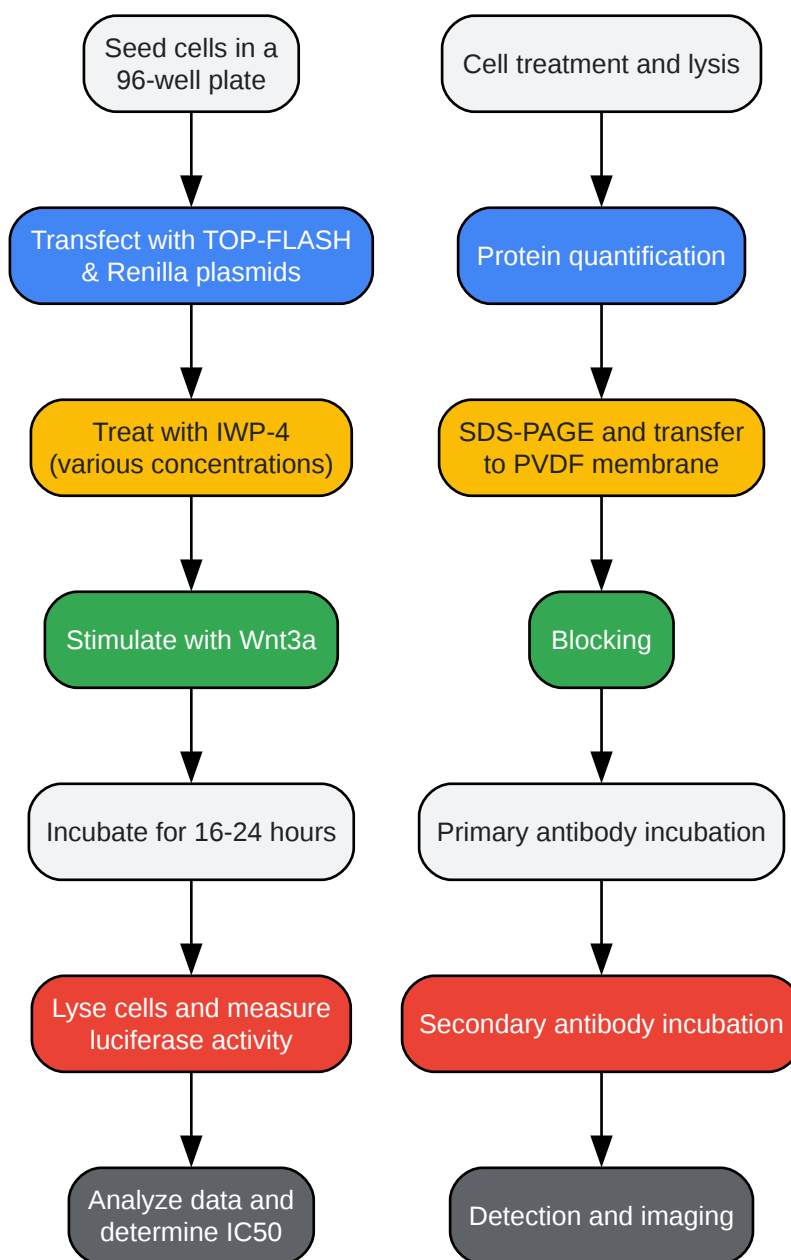 Seed cells in a
96-well plate
Transfect with TOP-FLASH
& Renilla plasmids
Treat with IWP-4
(various concentrations)
Stimulate with Wnt3a
Incubate for 16-24 hours
Lyse cells and measure
luciferase activity
Analyze data and
determine IC50
Cell treatment and lysis
Protein quantification
SDS-PAGE and transfer
to PVDF membrane
Blocking
Primary antibody incubation
Secondary antibody incubation
Detection and imaging